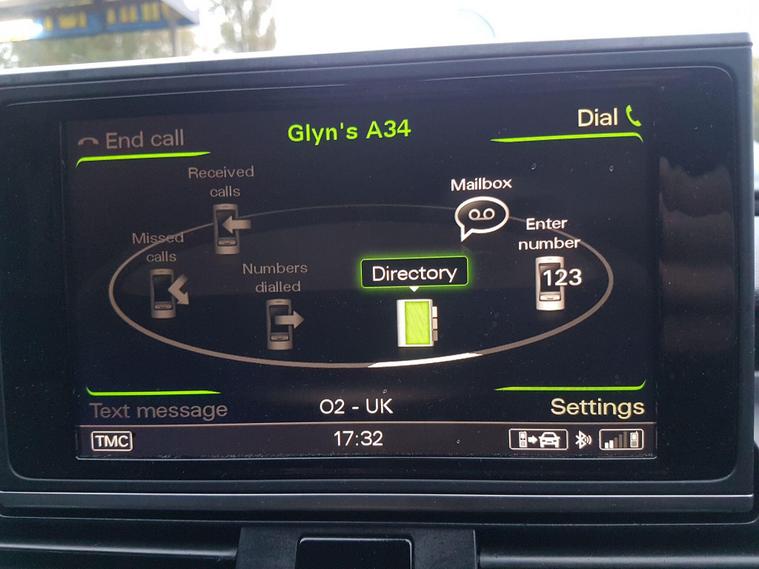 End call
Glyn's A34
Dial
Received
calls
Mailbox
Enter
number
Missed
calls
Numbers
dialled
Directory
123
Text message
O2 - UK
Settings
TMC
17:32